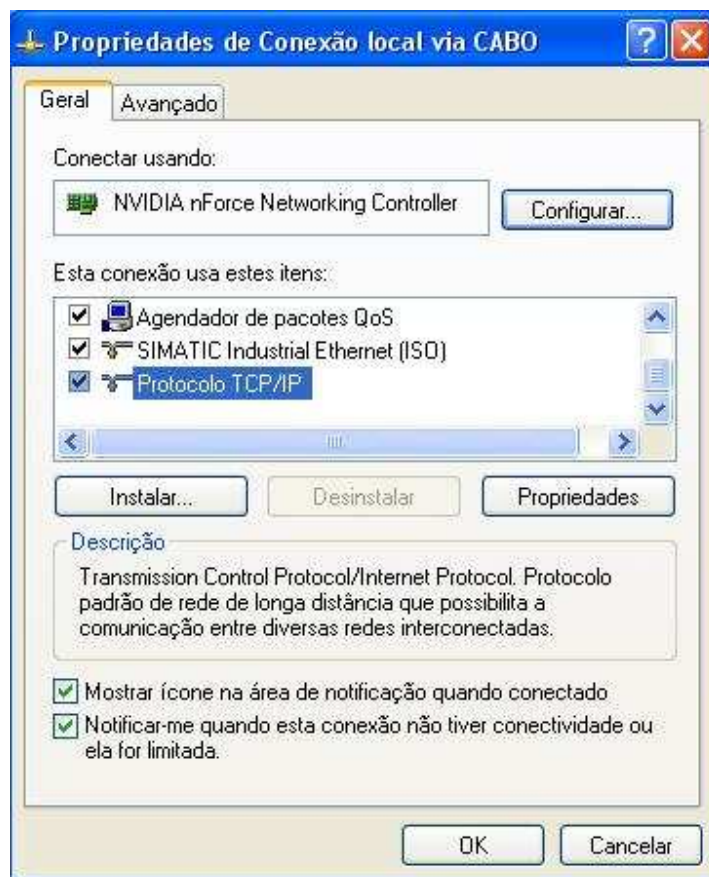 Propriedades de Conexão local via CABO
Geral
Avançado
Conectar usando:
NVIDIA nForce Networking Controller
Configurar...
Esta conexão usa estes itens:
Agendador de pacotes QoS
SIMATIC Industrial Ethernet (ISO)
Protocolo TCP/IP
Instalar...
Desinstalar
Propriedades
Descrição
Transmission Control Protocol/Internet Protocol. Protocolo
padrão de rede de longa distância que possibilita a
comunicação entre diversas redes interconectadas.
Mostrar ícone na área de notificação quando conectado
Notificar-me quando esta conexão não tiver conectividade ou
ela for limitada.
OK
Cancelar